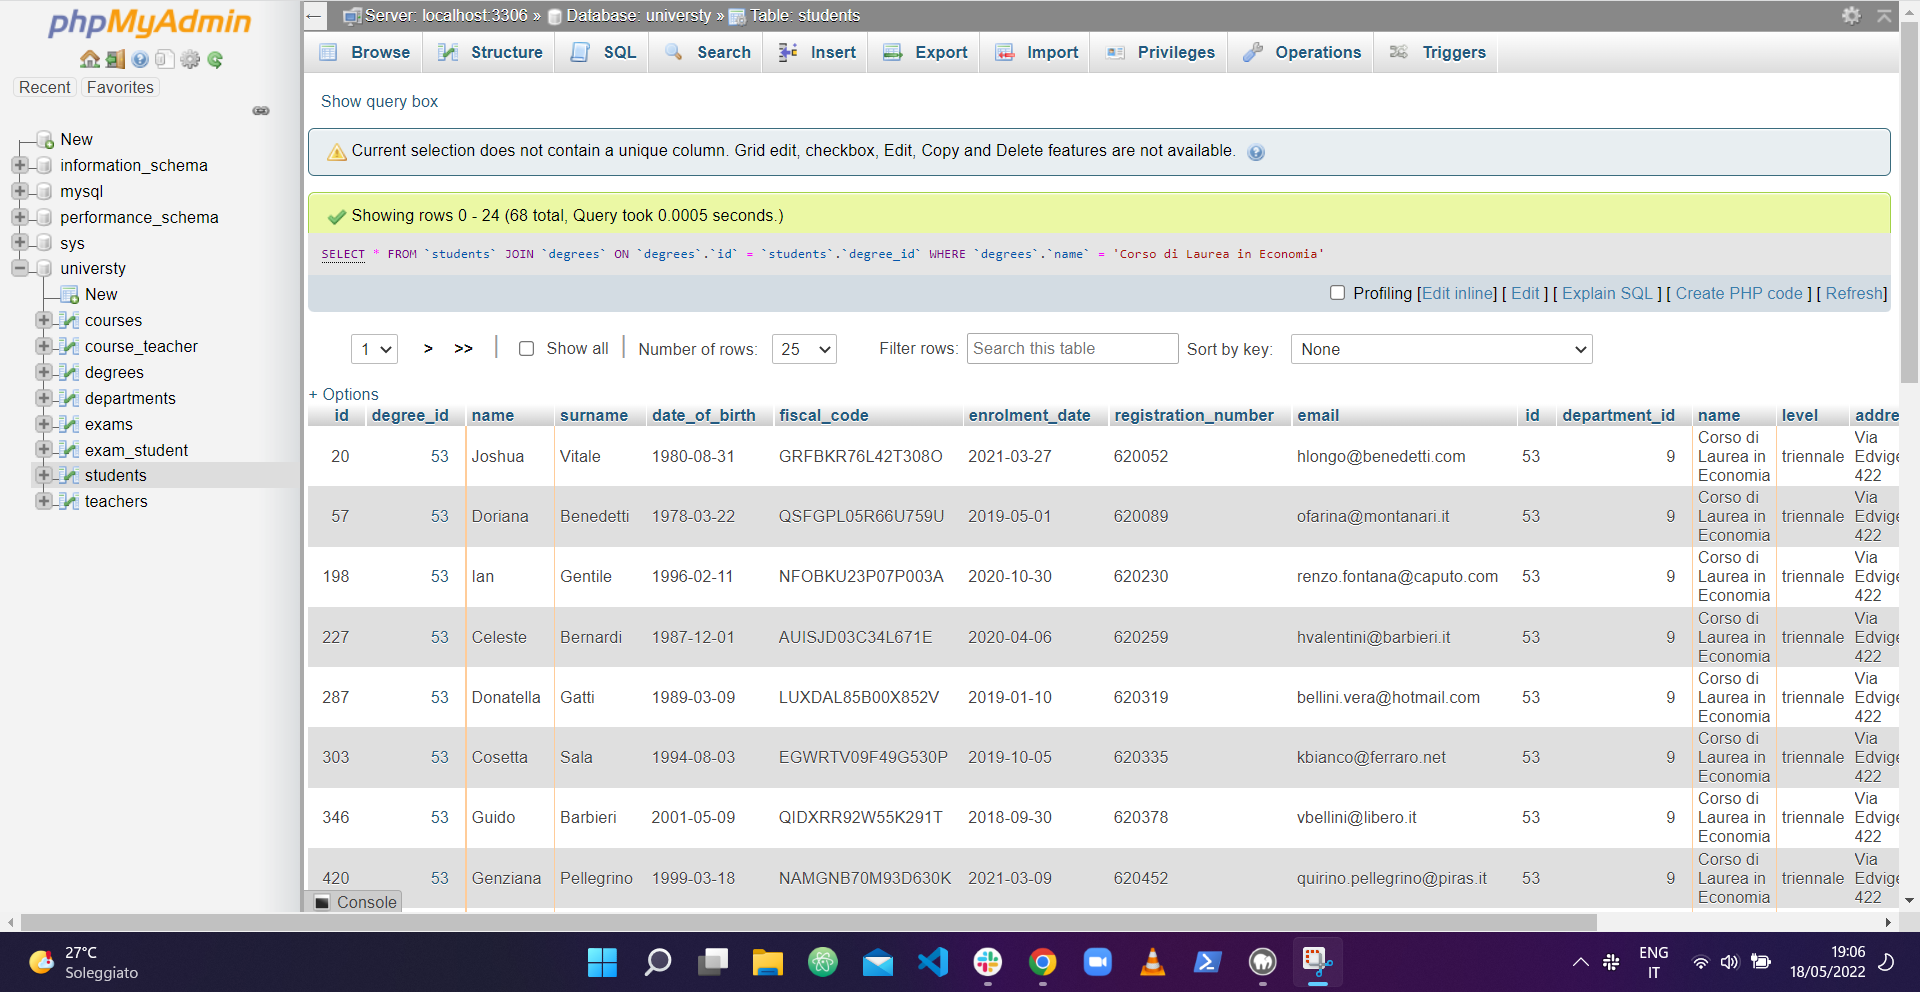 phpMyAdmin
Recent Favorites
New
information_schema
mysql
performance_schema
sys
universty
New
courses
course_teacher
degrees
departments
exams
exam_student
students
teachers
Server: localhost:3306 » Database: universty » Table: students
Browse Structure SQL Search Insert Export Import Privileges Operations Triggers
Show query box
Current selection does not contain a unique column. Grid edit, checkbox, Edit, Copy and Delete features are not available.
Showing rows 0 - 24 (68 total, Query took 0.0005 seconds.)
SELECT * FROM `students` JOIN `degrees` ON `degrees`.`id` = `students`.`degree_id` WHERE `degrees`.`name` = 'Corso di Laurea in Economia'
Profiling [Edit inline] [ Edit ] [ Explain SQL ] [ Create PHP code ] [ Refresh]
1 > >> | Show all | Number of rows: 25 Filter rows: Search this table Sort by key: None
+ Options
id degree_id name surname date_of_birth fiscal_code enrolment_date registration_number email id department_id name level addre
20 53 Joshua Vitale 1980-08-31 GRFBKR76L42T308O 2021-03-27 620052 hlongo@benedetti.com 53 9 Corso di Laurea in Economia triennale Via Edvige 422
57 53 Doriana Benedetti 1978-03-22 QSFGPL05R66U759U 2019-05-01 620089 ofarina@montanari.it 53 9 Corso di Laurea in Economia triennale Via Edvige 422
198 53 Ian Gentile 1996-02-11 NFOBKU23P07P003A 2020-10-30 620230 renzo.fontana@caputo.com 53 9 Corso di Laurea in Economia triennale Via Edvige 422
227 53 Celeste Bernardi 1987-12-01 AUISJD03C34L671E 2020-04-06 620259 hvalentini@barbieri.it 53 9 Corso di Laurea in Economia triennale Via Edvige 422
287 53 Donatella Gatti 1989-03-09 LUXDAL85B00X852V 2019-01-10 620319 bellini.vera@hotmail.com 53 9 Corso di Laurea in Economia triennale Via Edvige 422
303 53 Cosetta Sala 1994-08-03 EGWRTV09F49G530P 2019-10-05 620335 kbianco@ferraro.net 53 9 Corso di Laurea in Economia triennale Via Edvige 422
346 53 Guido Barbieri 2001-05-09 QIDXRR92W55K291T 2018-09-30 620378 vbellini@libero.it 53 9 Corso di Laurea in Economia triennale Via Edvige 422
420 53 Genziana Pellegrino 1999-03-18 NAMGNB70M93D630K 2021-03-09 620452 quirino.pellegrino@piras.it 53 9 Corso di Laurea in Economia triennale Via Edvige 422
Console
27°C
Soleggiato
ENG
IT
19:06
18/05/2022